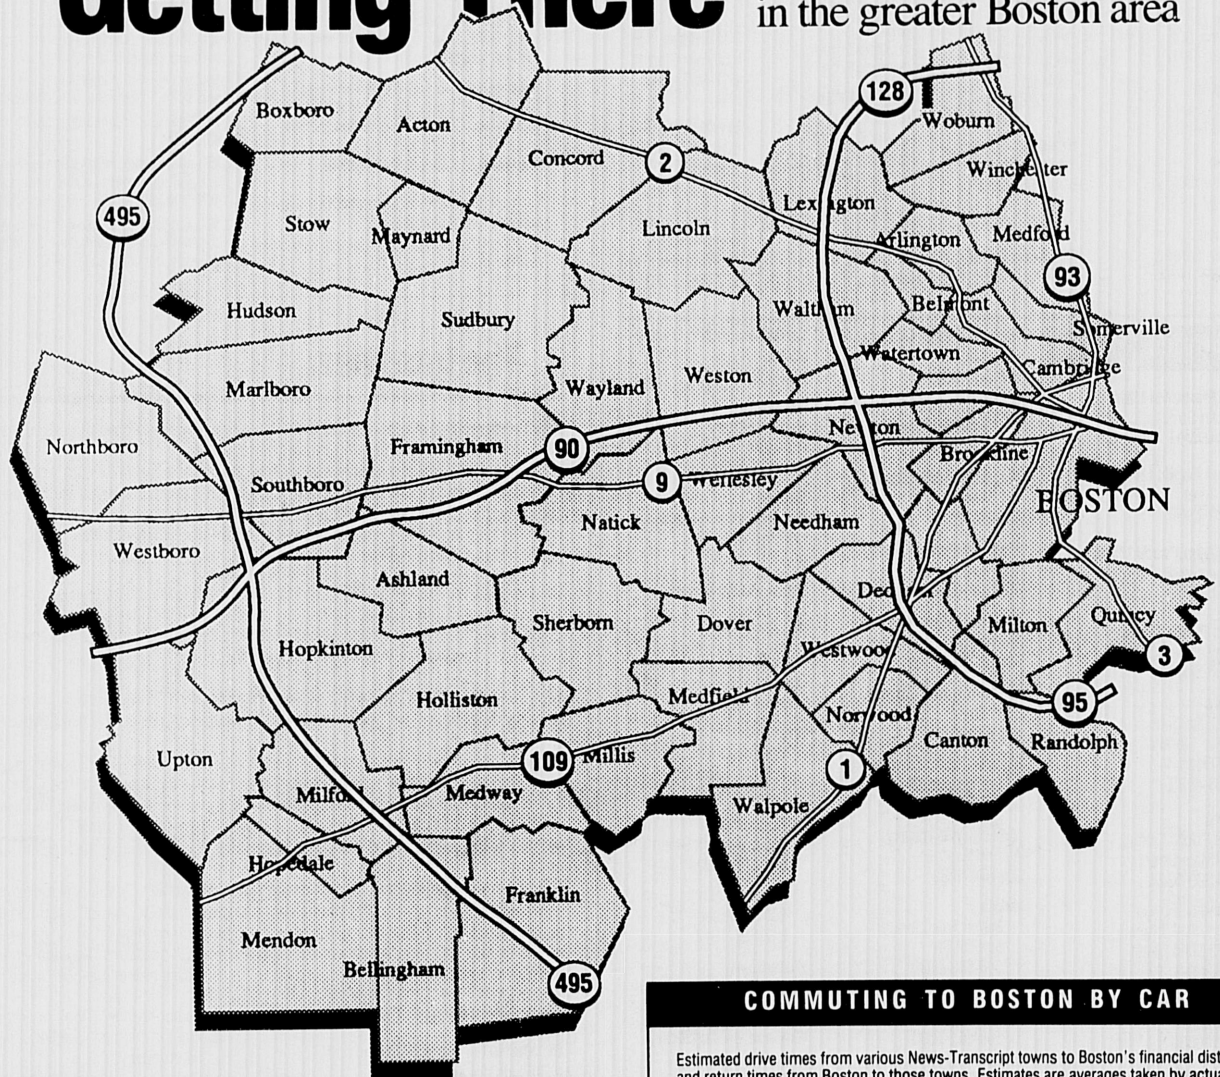 Getting There
in the greater Boston area
128
Boxboro
Acton
Woburn
Concord
2
Winchester
495
Stow
Maynard
Lexington
Lincoln
Arlington
Medford
93
Hudson
Sudbury
Waltham
Belmont
Somerville
Watertown
Cambridge
Marlboro
Wayland
Weston
Northboro
Framingham
90
Newton
Brookline
Southboro
9
Wellesley
BOSTON
Natick
Needham
Westboro
Ashland
Dedham
Sherborn
Dover
Milton
Quincy
Hopkinton
Westwood
3
Holliston
Medfield
95
Norwood
Canton
Randolph
Upton
109
Millis
1
Milford
Medway
Walpole
Hopedale
Franklin
Mendon
Bellingham
495
COMMUTING TO BOSTON BY CAR
Estimated drive times from various News-Transcript towns to Boston's financial dist
and return times from Boston to those towns. Estimates are averages taken by actua